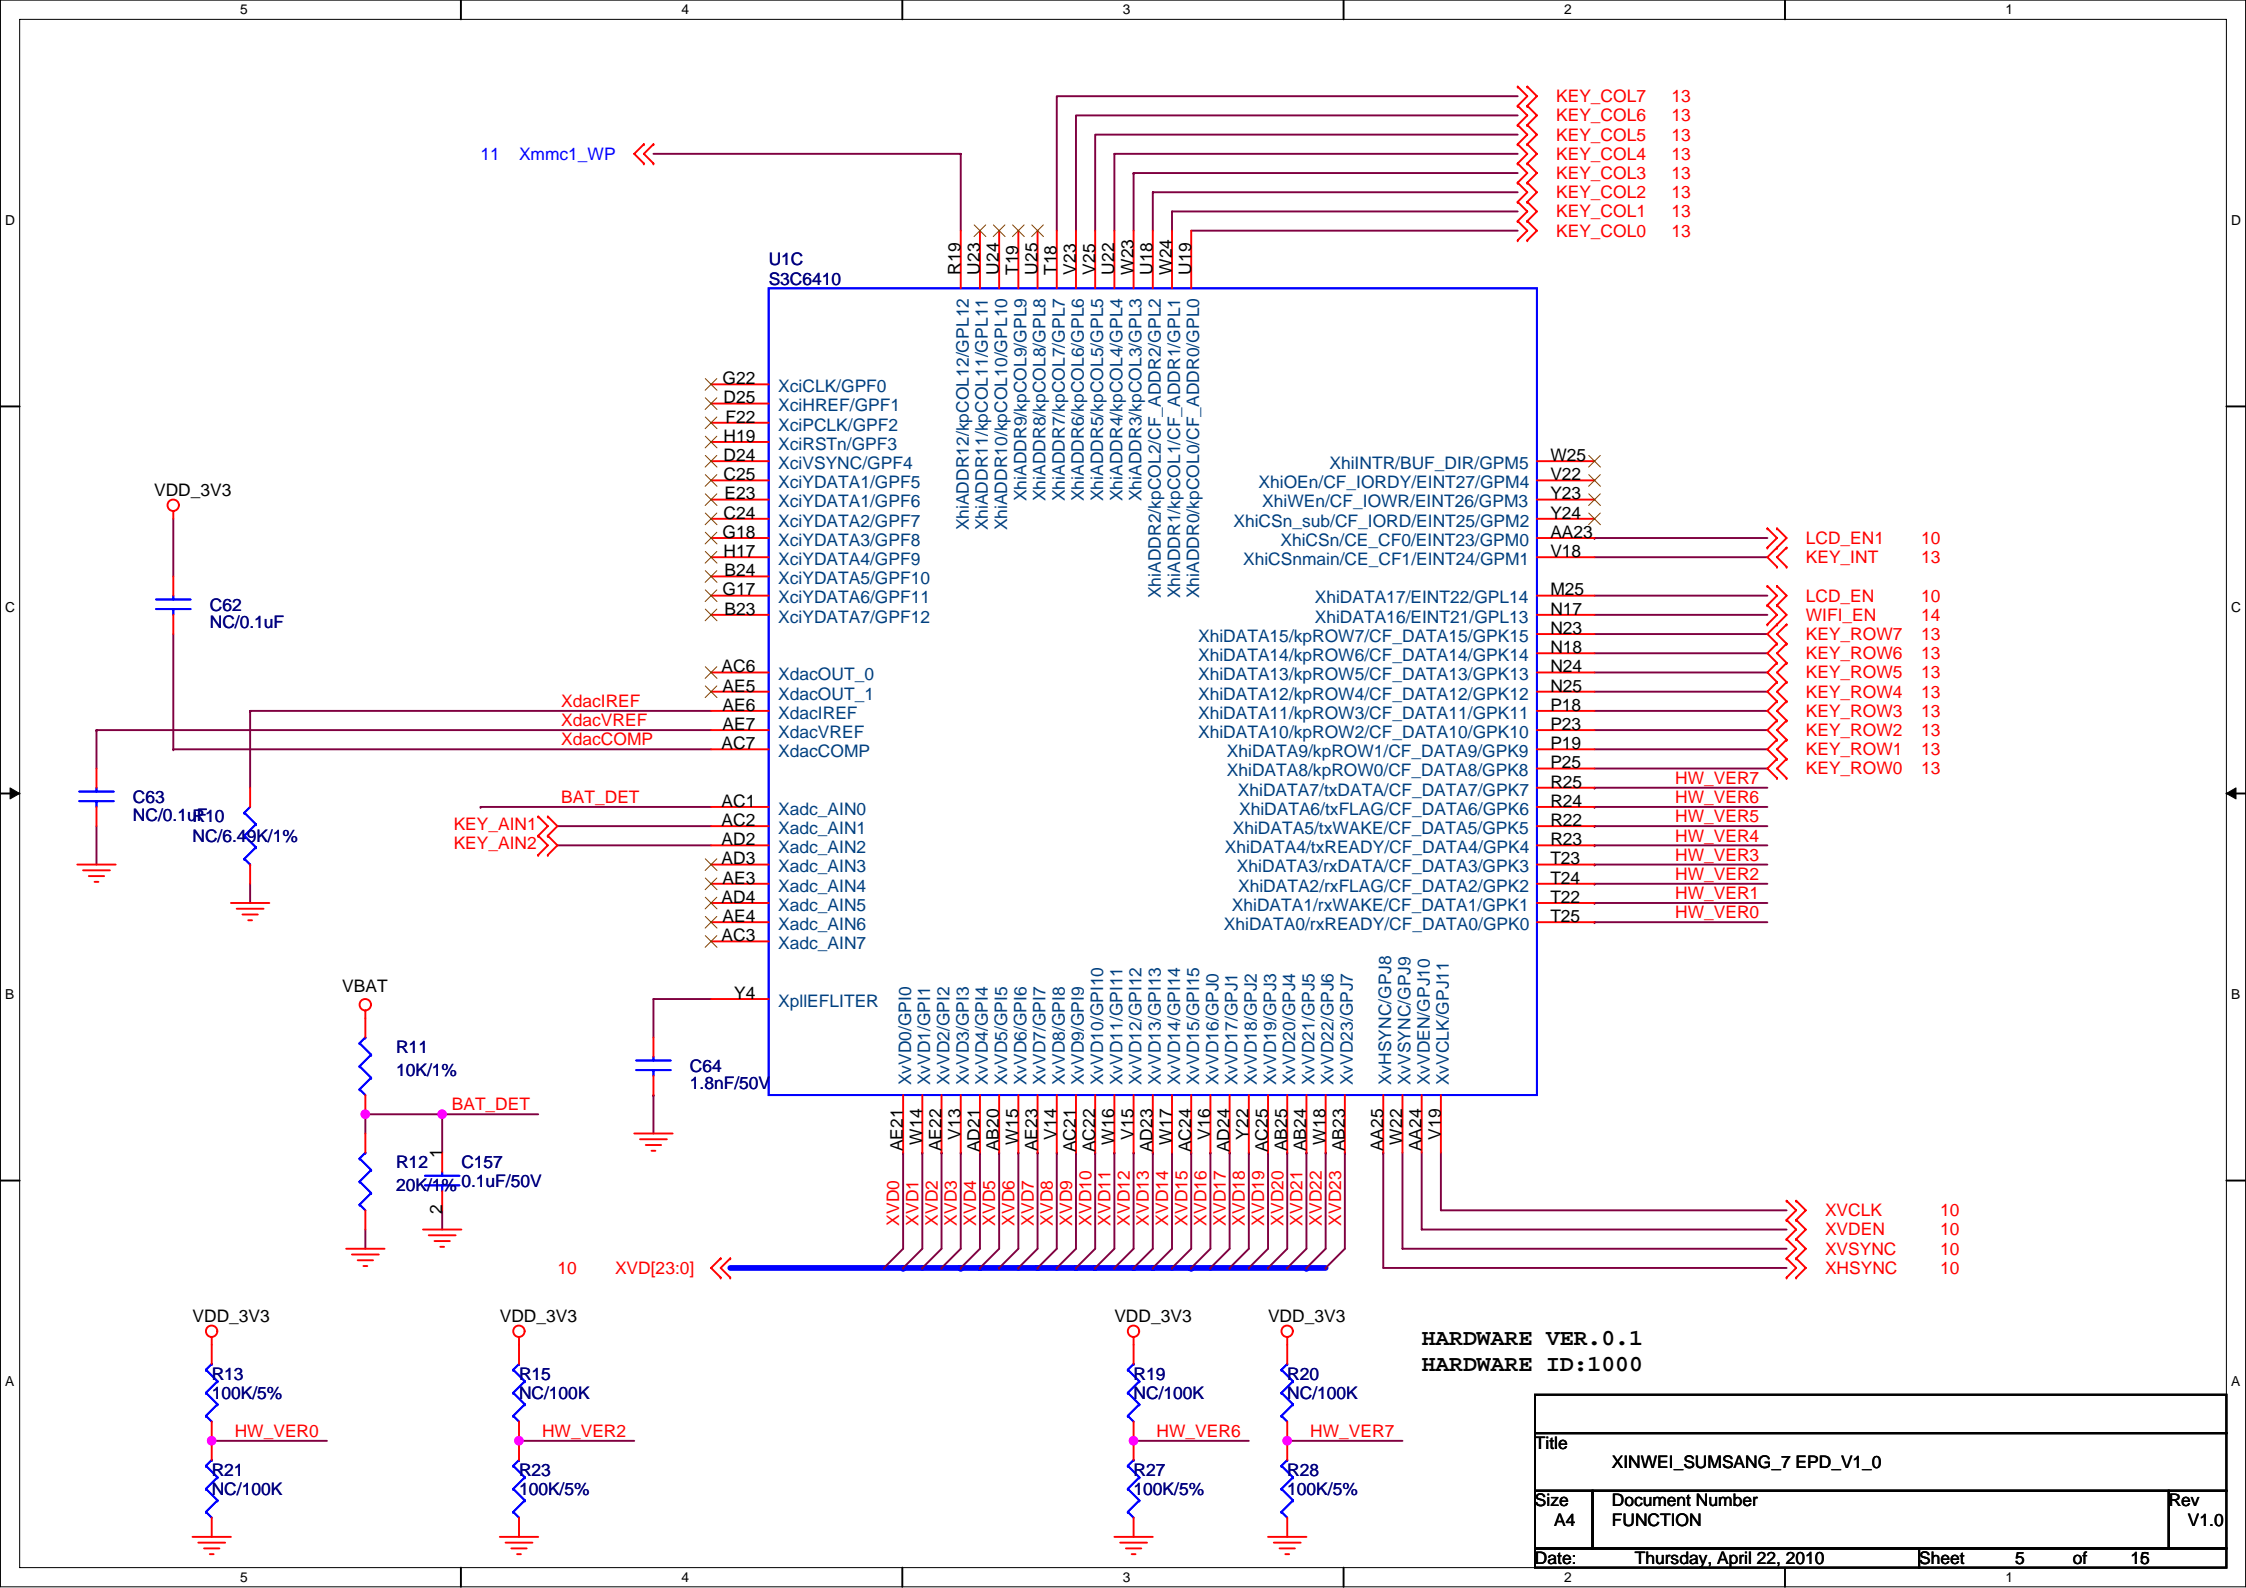 5 4 3 2 1
D
D
C
C
B
B
A
A
KEY_COL7 13
KEY_COL6 13
KEY_COL5 13
KEY_COL4 13
KEY_COL3 13
KEY_COL2 13
KEY_COL1 13
KEY_COL0 13
11 Xmmc1_WP
R19 U23 U24 T19 U25 T18 V23 V25 U22 W23 U18 W24 U19
U1C
S3C6410
XhiADDR12/kpCOL12/GPL12
XhiADDR11/kpCOL11/GPL11
XhiADDR10/kpCOL10/GPL10
XhiADDR9/kpCOL9/GPL9
XhiADDR8/kpCOL8/GPL8
XhiADDR7/kpCOL7/GPL7
XhiADDR6/kpCOL6/GPL6
XhiADDR5/kpCOL5/GPL5
XhiADDR4/kpCOL4/GPL4
XhiADDR3/kpCOL3/GPL3
XhiADDR2/kpCOL2/CF_ADDR2/GPL2
XhiADDR1/kpCOL1/CF_ADDR1/GPL1
XhiADDR0/kpCOL0/CF_ADDR0/GPL0
G22 XciCLK/GPF0
D25 XciHREF/GPF1
F22 XciPCLK/GPF2
H19 XciRSTn/GPF3
D24 XciVSYNC/GPF4
C25 XciYDATA1/GPF5
E23 XciYDATA1/GPF6
C24 XciYDATA2/GPF7
G18 XciYDATA3/GPF8
H17 XciYDATA4/GPF9
B24 XciYDATA5/GPF10
G17 XciYDATA6/GPF11
B23 XciYDATA7/GPF12
AC6 XdacOUT_0
AE5 XdacOUT_1
XdacIREF AE6 XdacIREF
XdacVREF AE7 XdacVREF
XdacCOMP AC7 XdacCOMP
BAT_DET AC1 Xadc_AIN0
KEY_AIN1 AC2 Xadc_AIN1
KEY_AIN2 AD2 Xadc_AIN2
AD3 Xadc_AIN3
AE3 Xadc_AIN4
AD4 Xadc_AIN5
AE4 Xadc_AIN6
AC3 Xadc_AIN7
Y4 XpllEFLITER
C64
1.8nF/50V
XhiINTR/BUF_DIR/GPM5 W25
XhiOEn/CF_IORDY/EINT27/GPM4 V22
XhiWEn/CF_IOWR/EINT26/GPM3 Y23
XhiCSn_sub/CF_IORD/EINT25/GPM2 Y24
XhiCSn/CE_CF0/EINT23/GPM0 AA23 LCD_EN1 10
XhiCSnmain/CE_CF1/EINT24/GPM1 V18 KEY_INT 13
XhiDATA17/EINT22/GPL14 M25 LCD_EN 10
XhiDATA16/EINT21/GPL13 N17 WIFI_EN 14
XhiDATA15/kpROW7/CF_DATA15/GPK15 N23 KEY_ROW7 13
XhiDATA14/kpROW6/CF_DATA14/GPK14 N18 KEY_ROW6 13
XhiDATA13/kpROW5/CF_DATA13/GPK13 N24 KEY_ROW5 13
XhiDATA12/kpROW4/CF_DATA12/GPK12 N25 KEY_ROW4 13
XhiDATA11/kpROW3/CF_DATA11/GPK11 P18 KEY_ROW3 13
XhiDATA10/kpROW2/CF_DATA10/GPK10 P23 KEY_ROW2 13
XhiDATA9/kpROW1/CF_DATA9/GPK9 P19 KEY_ROW1 13
XhiDATA8/kpROW0/CF_DATA8/GPK8 P25 KEY_ROW0 13
XhiDATA7/txDATA/CF_DATA7/GPK7 R25 HW_VER7
XhiDATA6/txFLAG/CF_DATA6/GPK6 R24 HW_VER6
XhiDATA5/txWAKE/CF_DATA5/GPK5 R22 HW_VER5
XhiDATA4/txREADY/CF_DATA4/GPK4 R23 HW_VER4
XhiDATA3/rxDATA/CF_DATA3/GPK3 T23 HW_VER3
XhiDATA2/rxFLAG/CF_DATA2/GPK2 T24 HW_VER2
XhiDATA1/rxWAKE/CF_DATA1/GPK1 T22 HW_VER1
XhiDATA0/rxREADY/CF_DATA0/GPK0 T25 HW_VER0
VDD_3V3
C62
NC/0.1uF
C63
NC/0.1uF
R10
NC/6.49K/1%
VBAT
R11
10K/1%
BAT_DET
R12
20K/1%
1
2
C157
0.1uF/50V
XvVD0/GPI0 AE21 XVD0
XvVD1/GPI1 W14 XVD1
XvVD2/GPI2 AE22 XVD2
XvVD3/GPI3 V13 XVD3
XvVD4/GPI4 AD21 XVD4
XvVD5/GPI5 AB20 XVD5
XvVD6/GPI6 W15 XVD6
XvVD7/GPI7 AE23 XVD7
XvVD8/GPI8 V14 XVD8
XvVD9/GPI9 AC21 XVD9
XvVD10/GPI10 AC22 XVD10
XvVD11/GPI11 W16 XVD11
XvVD12/GPI12 V15 XVD12
XvVD13/GPI13 AD23 XVD13
XvVD14/GPI14 W17 XVD14
XvVD15/GPI15 AC24 XVD15
XvVD16/GPJ0 V16 XVD16
XvVD17/GPJ1 AD24 XVD17
XvVD18/GPJ2 Y22 XVD18
XvVD19/GPJ3 AC25 XVD19
XvVD20/GPJ4 AB25 XVD20
XvVD21/GPJ5 AB24 XVD21
XvVD22/GPJ6 W18 XVD22
XvVD23/GPJ7 AB23 XVD23
XvHSYNC/GPJ8 AA25
XvVSYNC/GPJ9 W22
XvVDEN/GPJ10 AA24
XvVCLK/GPJ11 V19
XVCLK 10
XVDEN 10
XVSYNC 10
XHSYNC 10
10 XVD[23:0]
VDD_3V3
R13
100K/5%
HW_VER0
R21
NC/100K
VDD_3V3
R15
NC/100K
HW_VER2
R23
100K/5%
VDD_3V3
R19
NC/100K
HW_VER6
R27
100K/5%
VDD_3V3
R20
NC/100K
HW_VER7
R28
100K/5%
HARDWARE VER.0.1
HARDWARE ID:1000
Title
XINWEI_SUMSANG_7 EPD_V1_0
Size Document Number Rev
A4 FUNCTION V1.0
Date: Thursday, April 22, 2010 Sheet 5 of 16
5 4 3 2 1